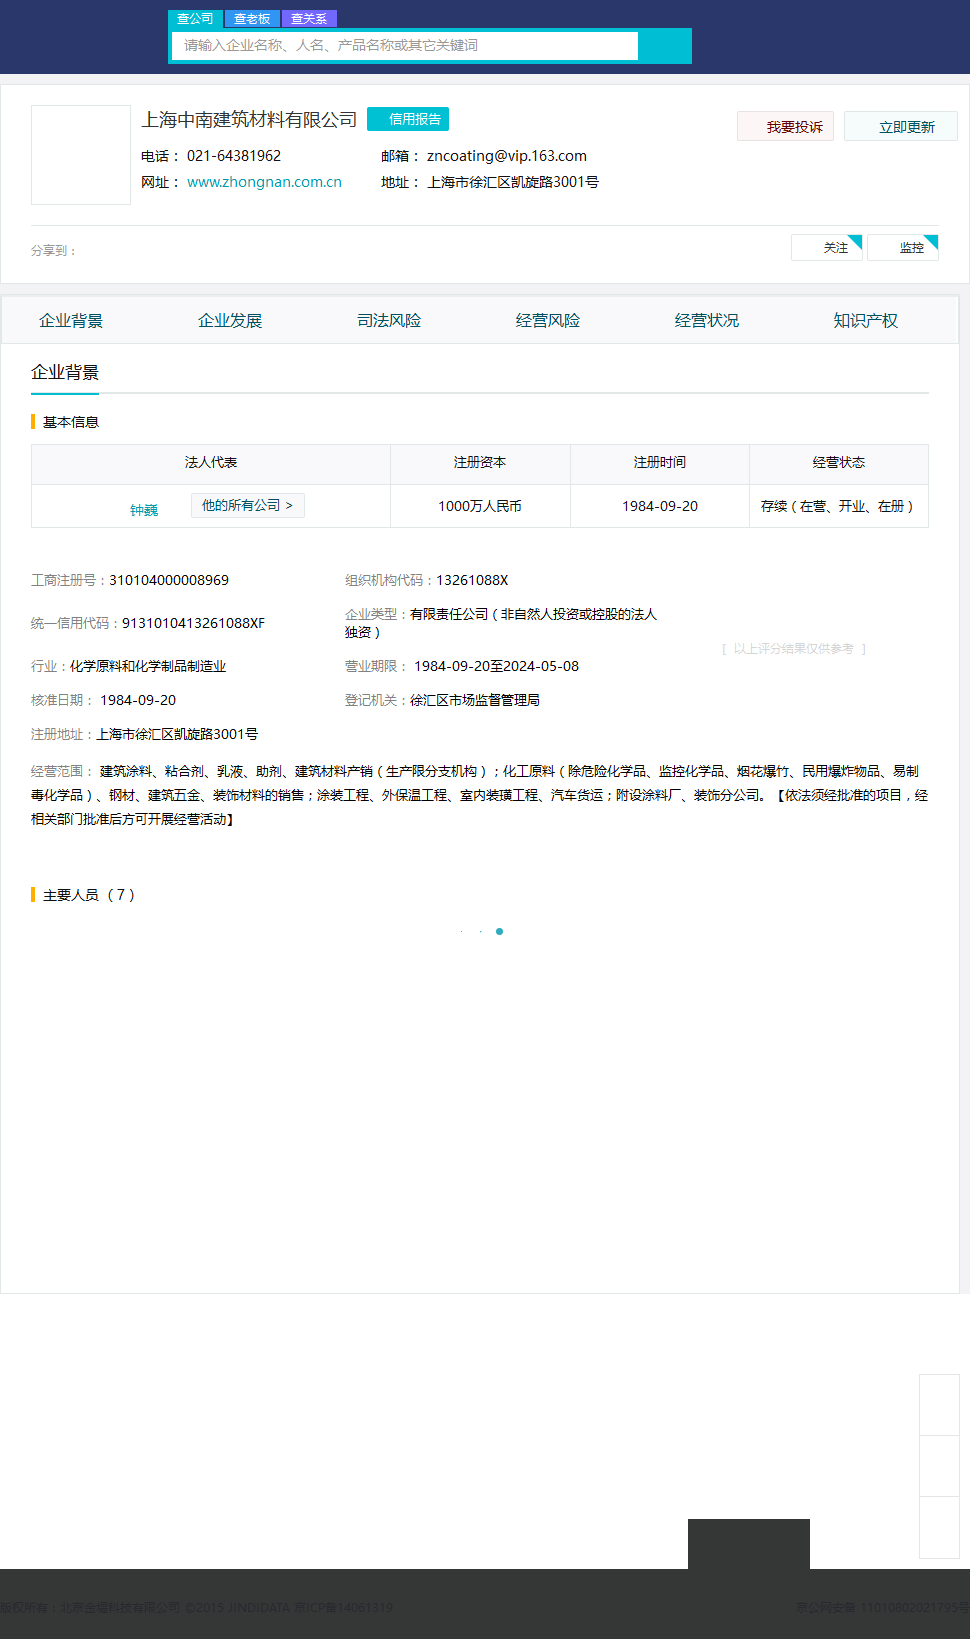 查公司 查老板 查关系
请输入企业名称、人名、产品名称或其它关键词
上海中南建筑材料有限公司 信用报告 我要投诉 立即更新
电话： 021-64381962 邮箱： zncoating@vip.163.com
网址： www.zhongnan.com.cn 地址： 上海市徐汇区凯旋路3001号
分享到： 关注 监控
企业背景 企业发展 司法风险 经营风险 经营状况 知识产权
企业背景
基本信息
法人代表 注册资本 注册时间 经营状态
钟巍 他的所有公司 > 1000万人民币 1984-09-20 存续（在营、开业、在册）
工商注册号：310104000008969 组织机构代码：13261088X
统一信用代码：9131010413261088XF 企业类型：有限责任公司（非自然人投资或控股的法人
独资）
[ 以上评分结果仅供参考 ]
行业：化学原料和化学制品制造业 营业期限： 1984-09-20至2024-05-08
核准日期： 1984-09-20 登记机关：徐汇区市场监督管理局
注册地址：上海市徐汇区凯旋路3001号
经营范围： 建筑涂料、粘合剂、乳液、助剂、建筑材料产销（生产限分支机构）；化工原料（除危险化学品、监控化学品、烟花爆竹、民用爆炸物品、易制
毒化学品）、钢材、建筑五金、装饰材料的销售；涂装工程、外保温工程、室内装璜工程、汽车货运；附设涂料厂、装饰分公司。【依法须经批准的项目，经
相关部门批准后方可开展经营活动】
主要人员 （7）
版权所有：北京金堤科技有限公司 ©2015 JINDIDATA 京ICP备14061319 京公网安备 11010802021795号